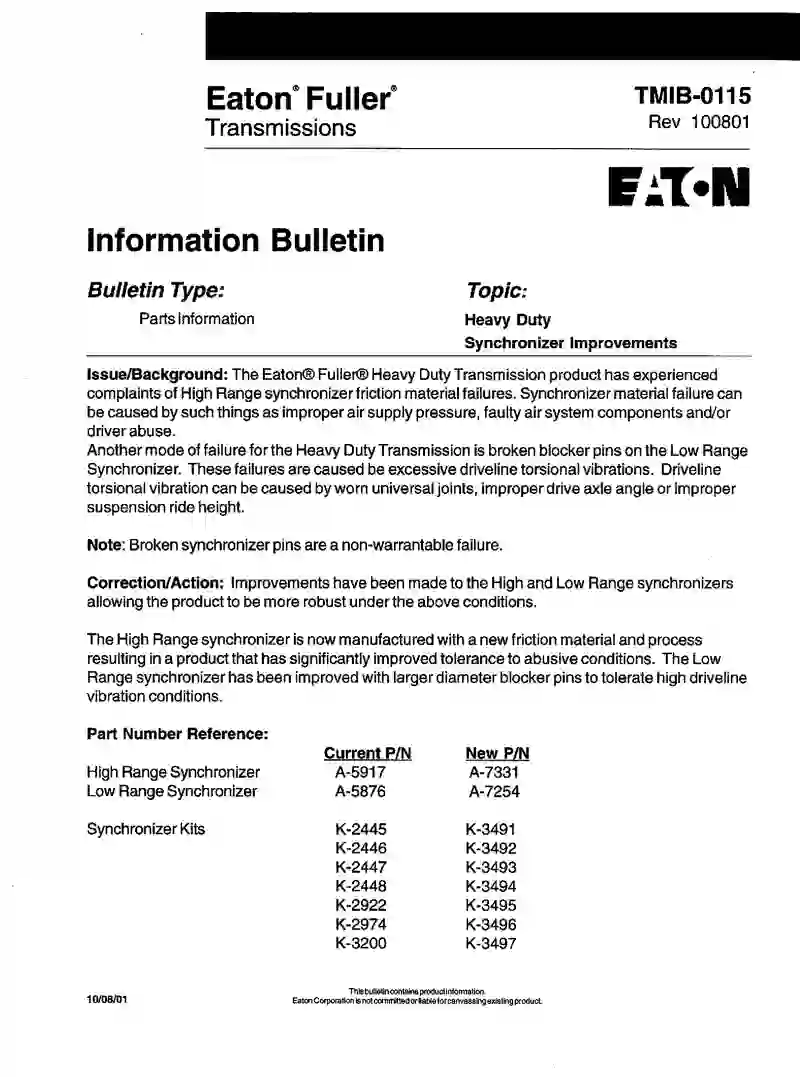 Eaton® Fuller®
Transmissions
TMIB-0115
Rev 100801
EATON
Information Bulletin
Bulletin Type:
Parts Information
Topic:
Heavy Duty
Synchronizer Improvements
Issue/Background: The Eaton® Fuller® Heavy Duty Transmission product has experienced
complaints of High Range synchronizer friction material failures. Synchronizer material failure can
be caused by such things as improper air supply pressure, faulty air system components and/or
driver abuse.
Another mode of failure for the Heavy Duty Transmission is broken blocker pins on the Low Range
Synchronizer. These failures are caused be excessive driveline torsional vibrations. Driveline
torsional vibration can be caused by worn universal joints, improper drive axle angle or improper
suspension ride height.
Note: Broken synchronizer pins are a non-warrantable failure.
Correction/Action: Improvements have been made to the High and Low Range synchronizers
allowing the product to be more robust under the above conditions.
The High Range synchronizer is now manufactured with a new friction material and process
resulting in a product that has significantly improved tolerance to abusive conditions. The Low
Range synchronizer has been improved with larger diameter blocker pins to tolerate high driveline
vibration conditions.
Part Number Reference:
Current P/N New P/N
High Range Synchronizer A-5917 A-7331
Low Range Synchronizer A-5876 A-7254
Synchronizer Kits K-2445 K-3491
K-2446 K-3492
K-2447 K-3493
K-2448 K-3494
K-2922 K-3495
K-2974 K-3496
K-3200 K-3497
10/08/01
This bulletin contains product information.
Eaton Corporation is not committed or liable for canvassing existing product.